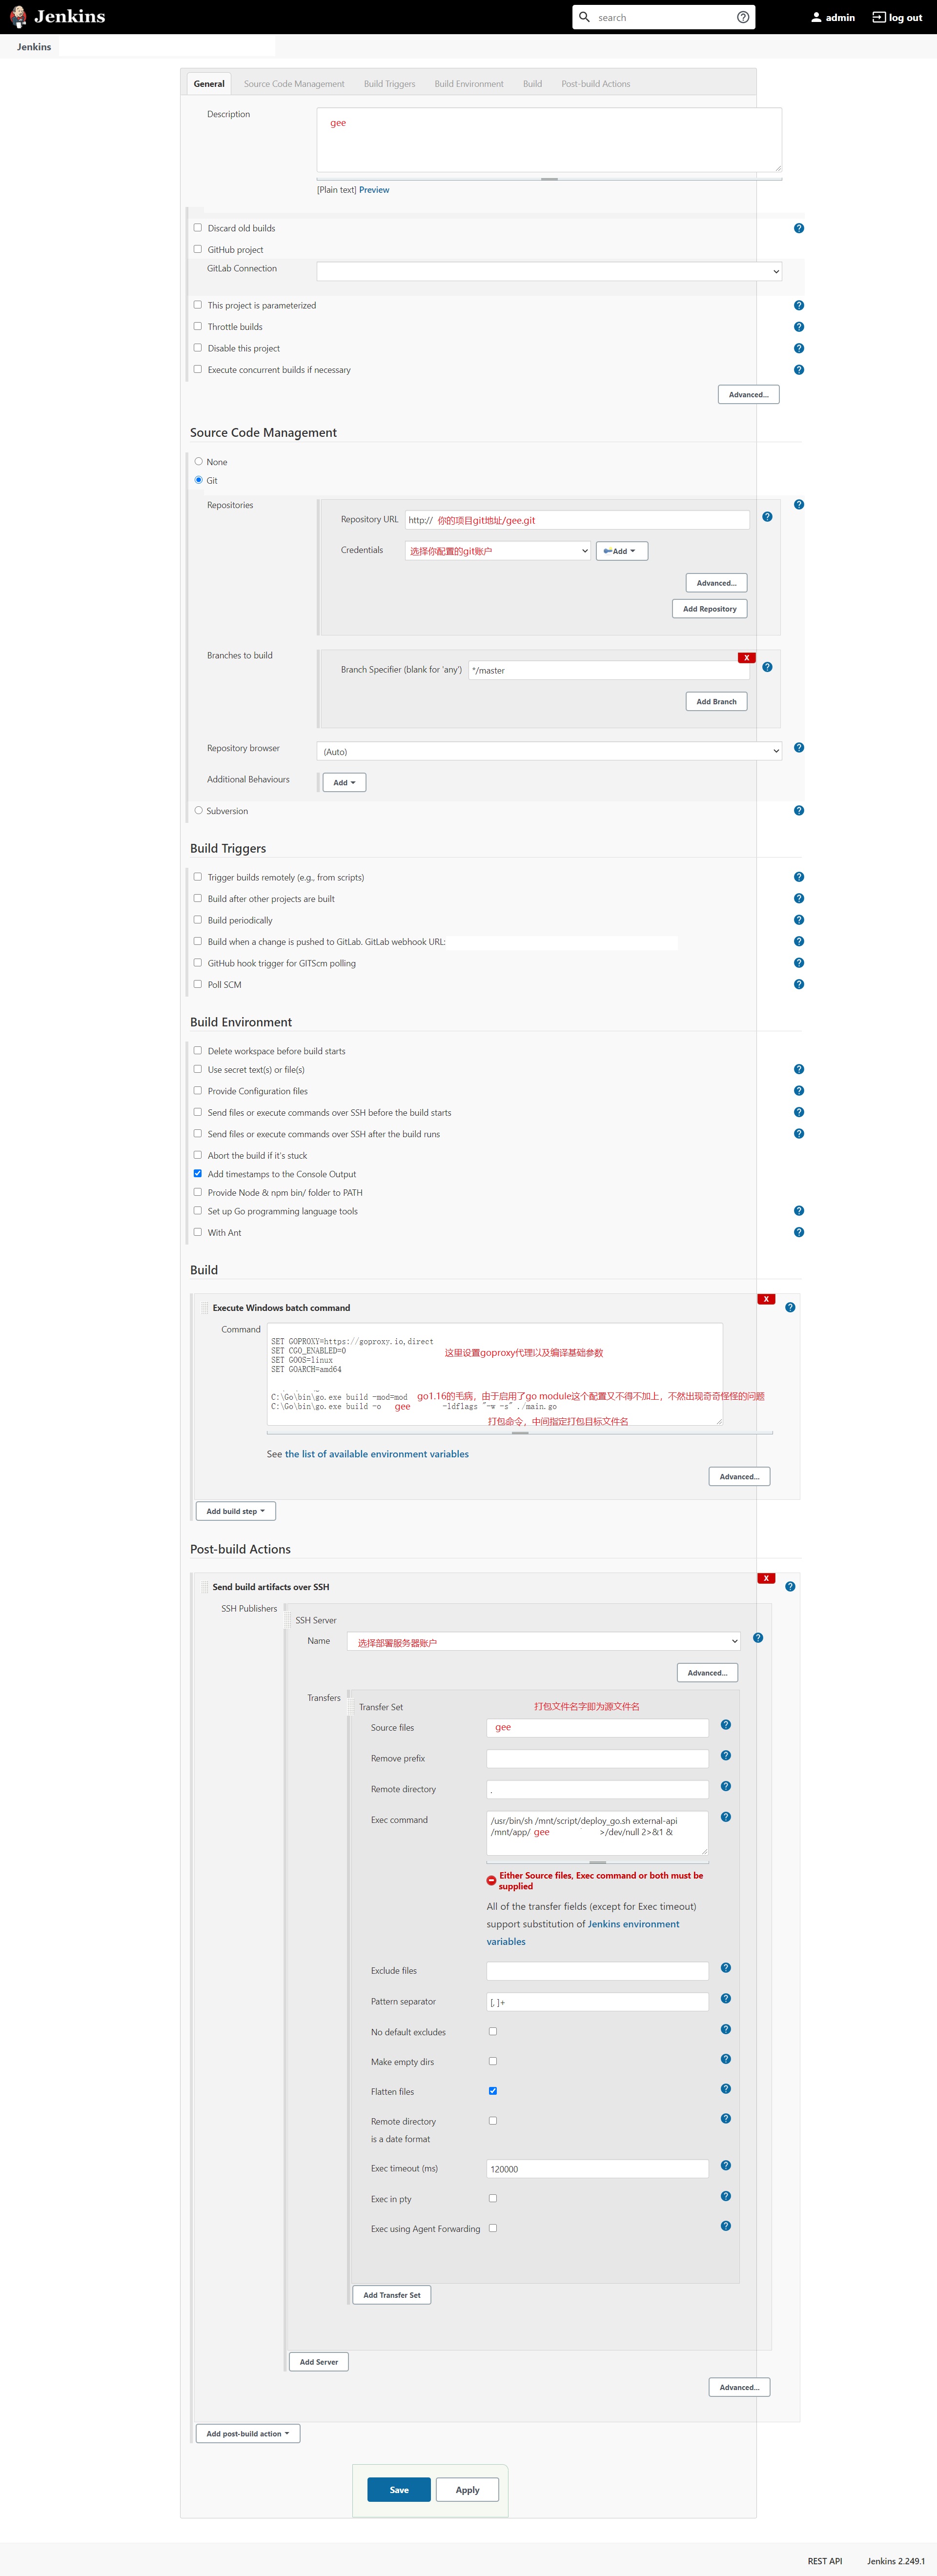 Jenkins
search
admin
log out
Jenkins
General Source Code Management Build Triggers Build Environment Build Post-build Actions
Description
gee
[Plain text] Preview
Discard old builds
GitHub project
GitLab Connection
This project is parameterized
Throttle builds
Disable this project
Execute concurrent builds if necessary
Advanced...
Source Code Management
None
Git
Repositories
Repository URL http:// 你的项目git地址/gee.git
Credentials 选择你配置的git账户 Add
Advanced...
Add Repository
Branches to build
X
Branch Specifier (blank for 'any') */master
Add Branch
Repository browser (Auto)
Additional Behaviours Add
Subversion
Build Triggers
Trigger builds remotely (e.g., from scripts)
Build after other projects are built
Build periodically
Build when a change is pushed to GitLab. GitLab webhook URL:
GitHub hook trigger for GITScm polling
Poll SCM
Build Environment
Delete workspace before build starts
Use secret text(s) or file(s)
Provide Configuration files
Send files or execute commands over SSH before the build starts
Send files or execute commands over SSH after the build runs
Abort the build if it's stuck
Add timestamps to the Console Output
Provide Node & npm bin/ folder to PATH
Set up Go programming language tools
With Ant
Build
X
Execute Windows batch command
Command
SET GOPROXY=https://goproxy.io,direct
SET CGO_ENABLED=0 这里设置goproxy代理以及编译基础参数
SET GOOS=linux
SET GOARCH=amd64
C:\Go\bin\go.exe build -mod=mod go1.16的毛病，由于启用了go module这个配置又不得不加上，不然出现奇奇怪怪的问题
C:\Go\bin\go.exe build -o gee -ldflags "-w -s" ./main.go
打包命令，中间指定打包目标文件名
See the list of available environment variables
Advanced...
Add build step
Post-build Actions
X
Send build artifacts over SSH
SSH Publishers
SSH Server
Name 选择部署服务器账户
Advanced...
Transfers
Transfer Set 打包文件名字即为源文件名
Source files gee
Remove prefix
Remote directory .
Exec command /usr/bin/sh /mnt/script/deploy_go.sh external-api
/mnt/app/ gee >/dev/null 2>&1 &
Either Source files, Exec command or both must be
supplied
All of the transfer fields (except for Exec timeout)
support substitution of Jenkins environment
variables
Exclude files
Pattern separator [, ]+
No default excludes
Make empty dirs
Flatten files
Remote directory
is a date format
Exec timeout (ms) 120000
Exec in pty
Exec using Agent Forwarding
Add Transfer Set
Add Server
Advanced...
Add post-build action
Save Apply
REST API Jenkins 2.249.1